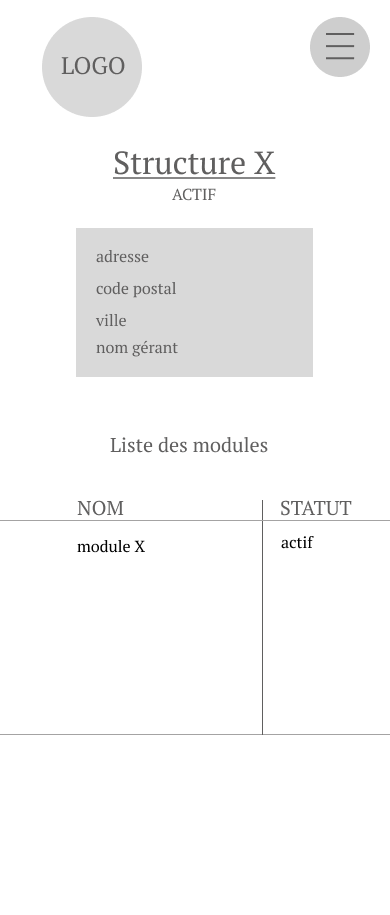 LOGO
Structure X
ACTIF
adresse
code postal
ville
nom gérant
Liste des modules
NOM STATUT
module X actif